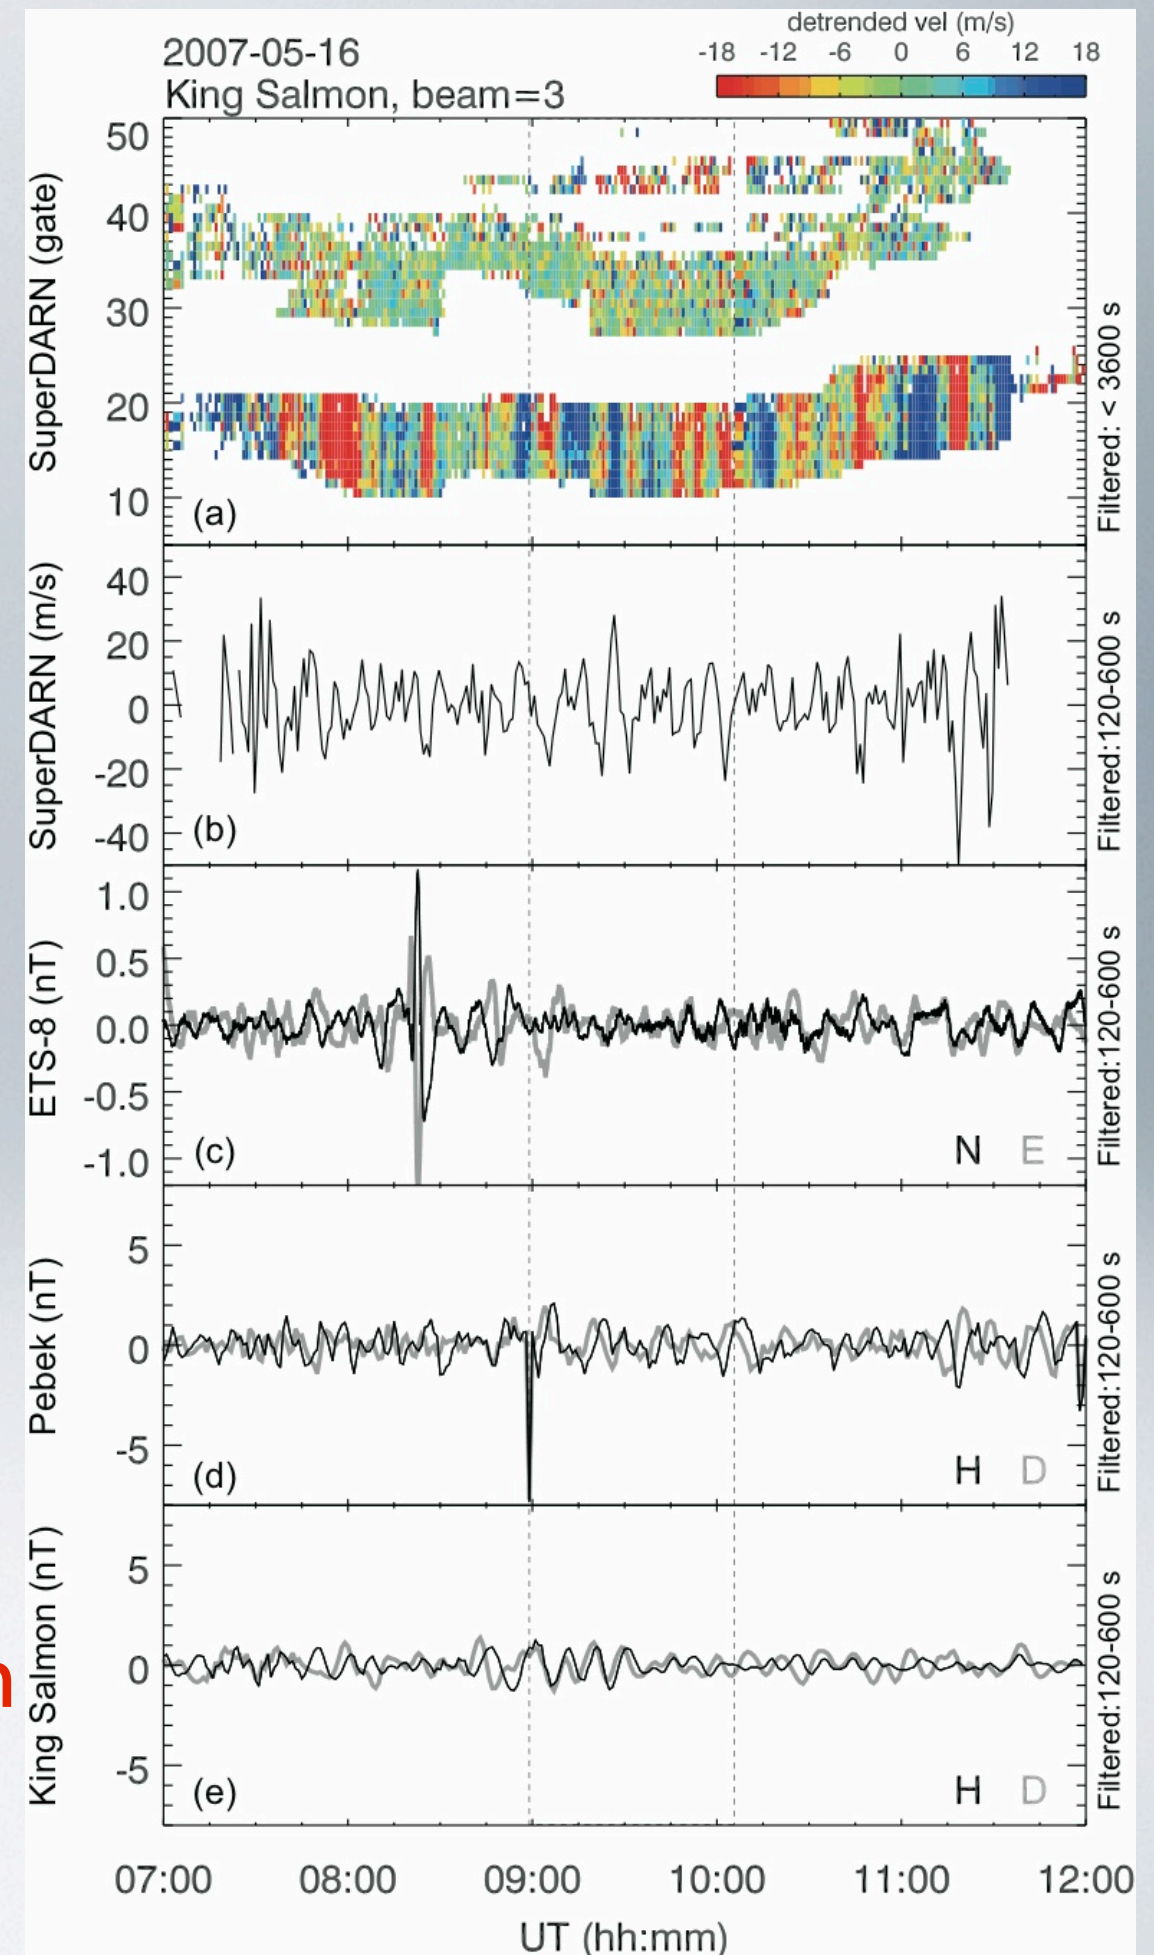 detrended vel (m/s)
2007-05-16
-18 -12 -6 0 6 12 18
King Salmon, beam=3
SuperDARN (gate)
50
40
30
20
10
(a)
Filtered: < 3600 s
SuperDARN (m/s)
40
20
0
-20
-40
(b)
Filtered:120-600 s
ETS-8 (nT)
1.0
0.5
0.0
-0.5
-1.0
(c)
N E
Filtered:120-600 s
Pebek (nT)
5
0
-5
(d)
H D
Filtered:120-600 s
n
King Salmon (nT)
5
0
-5
(e)
H D
Filtered:120-600 s
07:00 08:00 09:00 10:00 11:00 12:00
UT (hh:mm)